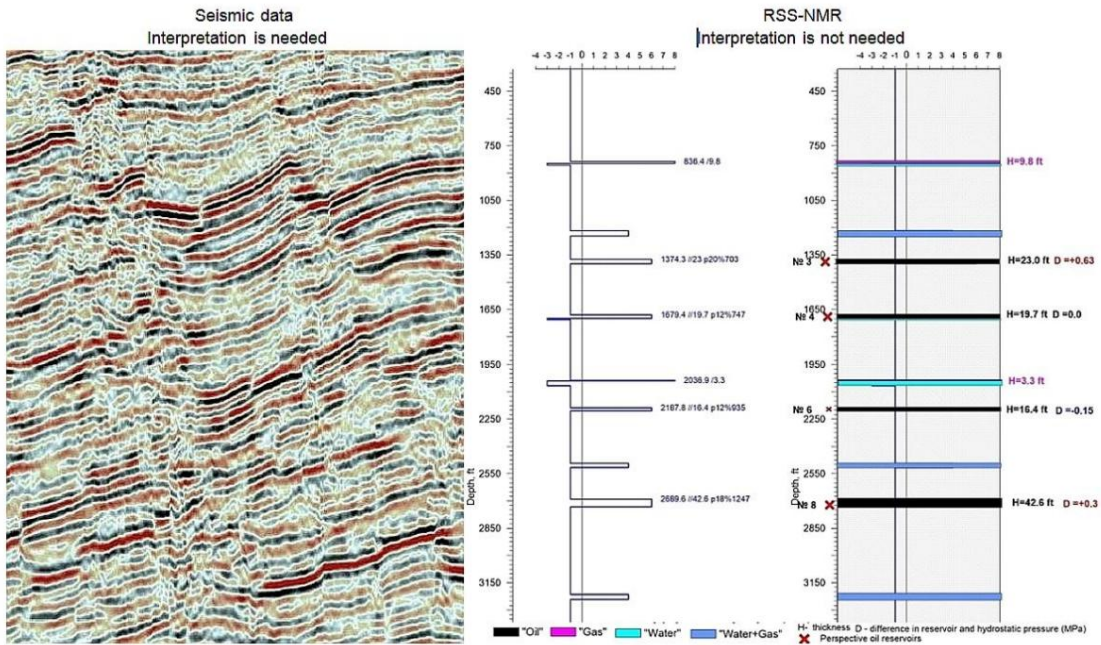 Seismic data
Interpretation is needed
RSS-NMR
Interpretation is not needed
-4 -3 -2 -1 0 1 2 3 4 5 6 7 8
-4 -3 -2 -1 0 1 2 3 4 5 6 7 8
450
750
1050
1350
1650
1950
2250
2550
2850
3150
Depth, ft
836.4 /9.8
1374.3 //23 p20%703
1679.4 //19.7 p12%747
2036.9 /3.3
2187.8 //16.4 p12%935
2689.6 //42.6 p18%1247
450
750
1050
1350
1650
1950
2250
2550
2850
3150
Depth, ft
№ 3
№ 4
№ 6
№ 8
H=9.8 ft
H=23.0 ft D =+0.63
H=19.7 ft D =0.0
H=3.3 ft
H=16.4 ft D =-0.15
H=42.6 ft D =+0.3
"Oil" "Gas" "Water" "Water+Gas"
H- thickness D - difference in reservoir and hydrostatic pressure (MPa)
Perspective oil reservoirs